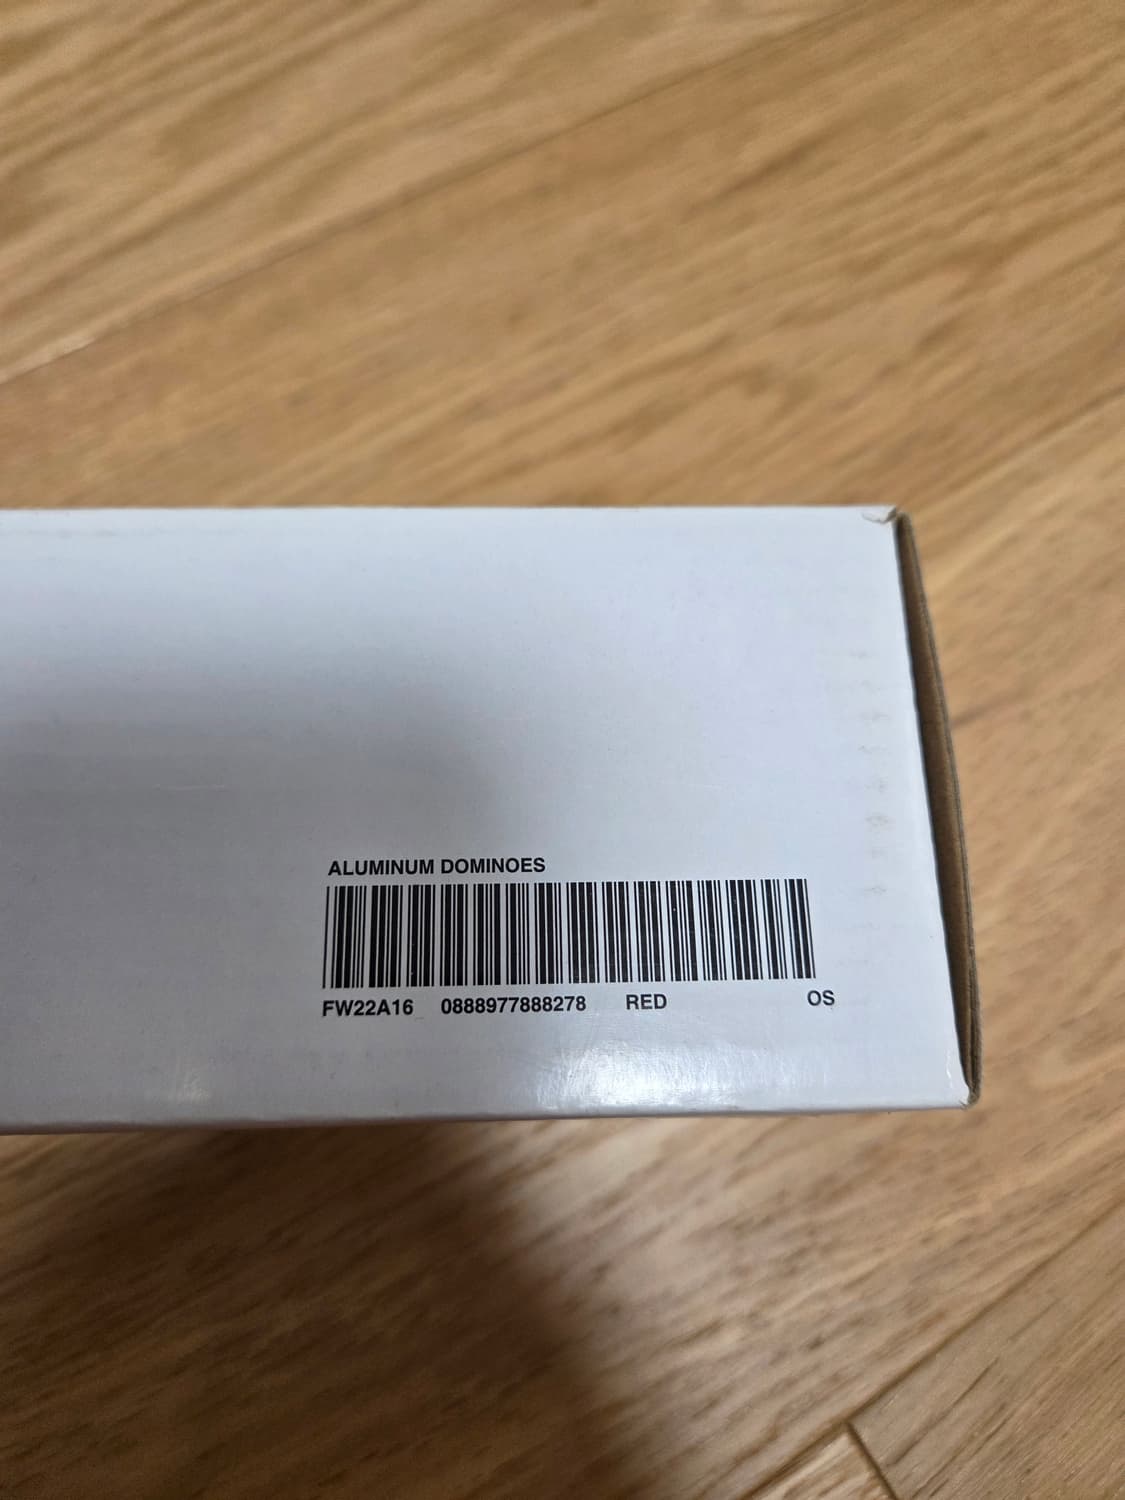 ALUMINUM DOMINOES
FW22A16 0888977888278 RED OS